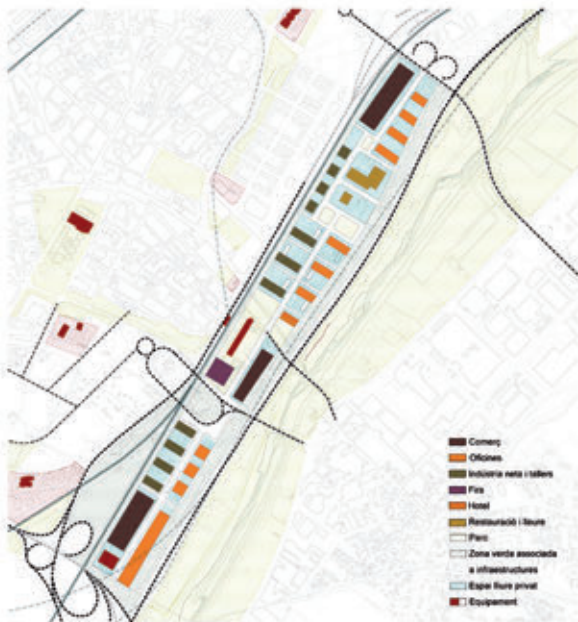 Comerç
Oficines
Indústria neta i tallers
Fira
Hotel
Restauració i lleure
Parc
Zona verda associada
a infraestructures
Espai lliure privat
Equipament